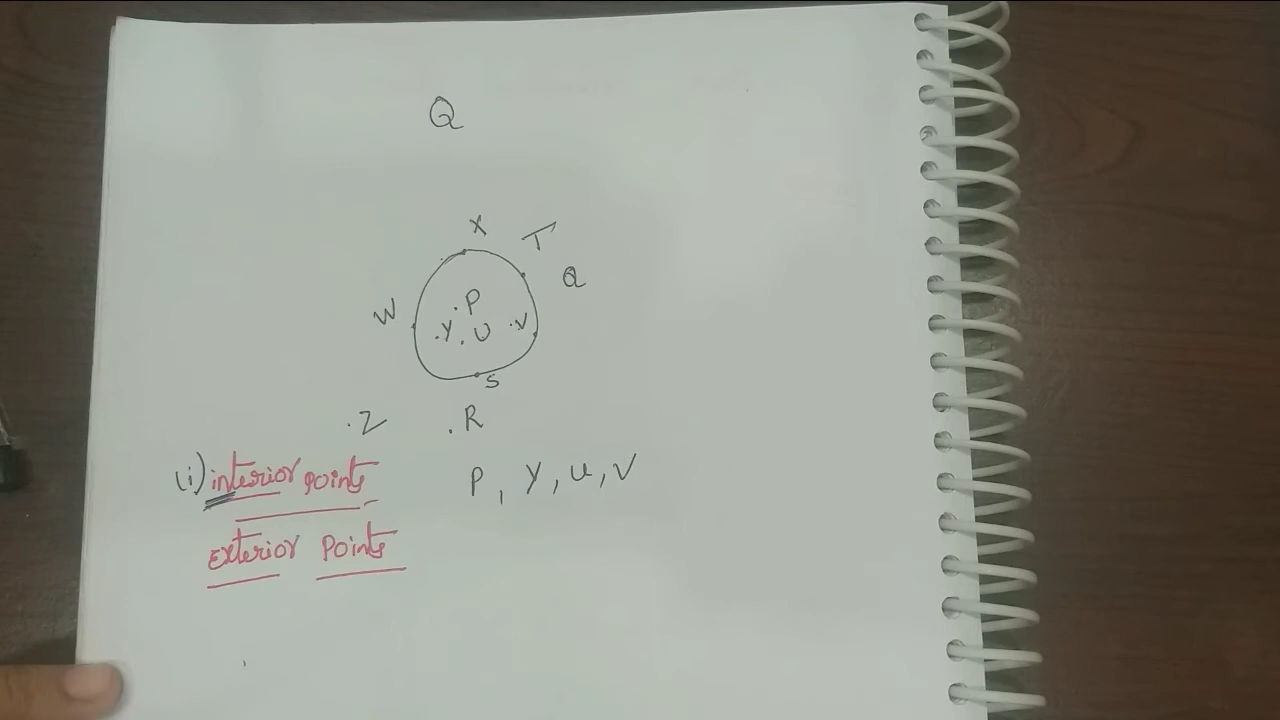 Q
X
T
Q
W
.P
.Y .U .V
S
.Z .R
(i) interior points P, Y, U, V
Exterior Points